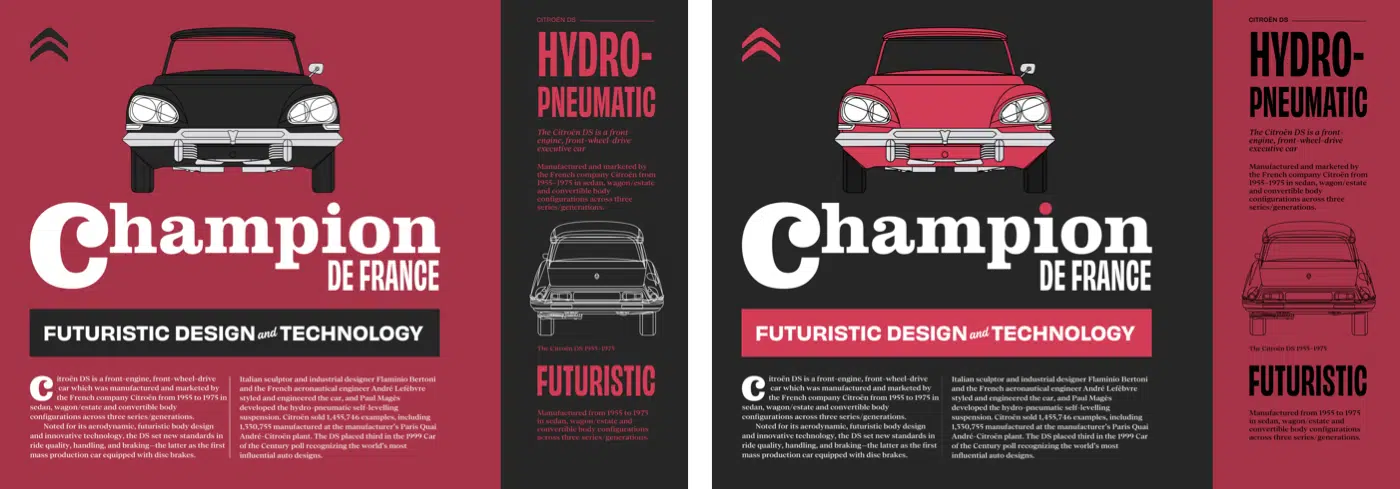 Champion
DE FRANCE
FUTURISTIC DESIGN and TECHNOLOGY
Citroën DS is a front-engine, front-wheel-drive
car which was manufactured and marketed by
the French company Citroën from 1955 to 1975 in
sedan, wagon/estate and convertible body
configurations across three series/generations.
Noted for its aerodynamic, futuristic body design
and innovative technology, the DS set new standards in
ride quality, handling, and braking—the latter as the first
mass production car equipped with disc brakes.
Italian sculptor and industrial designer Flaminio Bertoni
and the French aeronautical engineer André Lefèbvre
styled and engineered the car, and Paul Magès
developed the hydro-pneumatic self-levelling
suspension. Citroën sold 1,455,746 examples, including
1,330,755 manufactured at the manufacturer's Paris Quai
André-Citroën plant. The DS placed third in the 1999 Car
of the Century poll recognizing the world's most
influential auto designs.
CITROËN DS
HYDRO-
PNEUMATIC
The Citroën DS is a front-
engine, front-wheel-drive
executive car
Manufactured and marketed by
the French company Citroën from
1955–1975 in sedan, wagon/estate
and convertible body
configurations across three
series/generations.
The Citroën DS 1955-1975
FUTURISTIC
Manufactured from 1955 to 1975
in sedan, wagon/estate and
convertible body configurations
across three series/generations.
Champion
DE FRANCE
FUTURISTIC DESIGN and TECHNOLOGY
Citroën DS is a front-engine, front-wheel-drive
car which was manufactured and marketed by
the French company Citroën from 1955 to 1975 in
sedan, wagon/estate and convertible body
configurations across three series/generations.
Noted for its aerodynamic, futuristic body design
and innovative technology, the DS set new standards in
ride quality, handling, and braking—the latter as the first
mass production car equipped with disc brakes.
Italian sculptor and industrial designer Flaminio Bertoni
and the French aeronautical engineer André Lefèbvre
styled and engineered the car, and Paul Magès
developed the hydro-pneumatic self-levelling
suspension. Citroën sold 1,455,746 examples, including
1,330,755 manufactured at the manufacturer's Paris Quai
André-Citroën plant. The DS placed third in the 1999 Car
of the Century poll recognizing the world's most
influential auto designs.
CITROËN DS
HYDRO-
PNEUMATIC
The Citroën DS is a front-
engine, front-wheel-drive
executive car
Manufactured and marketed by
the French company Citroën from
1955–1975 in sedan, wagon/estate
and convertible body
configurations across three
series/generations.
The Citroën DS 1955-1975
FUTURISTIC
Manufactured from 1955 to 1975
in sedan, wagon/estate and
convertible body configurations
across three series/generations.